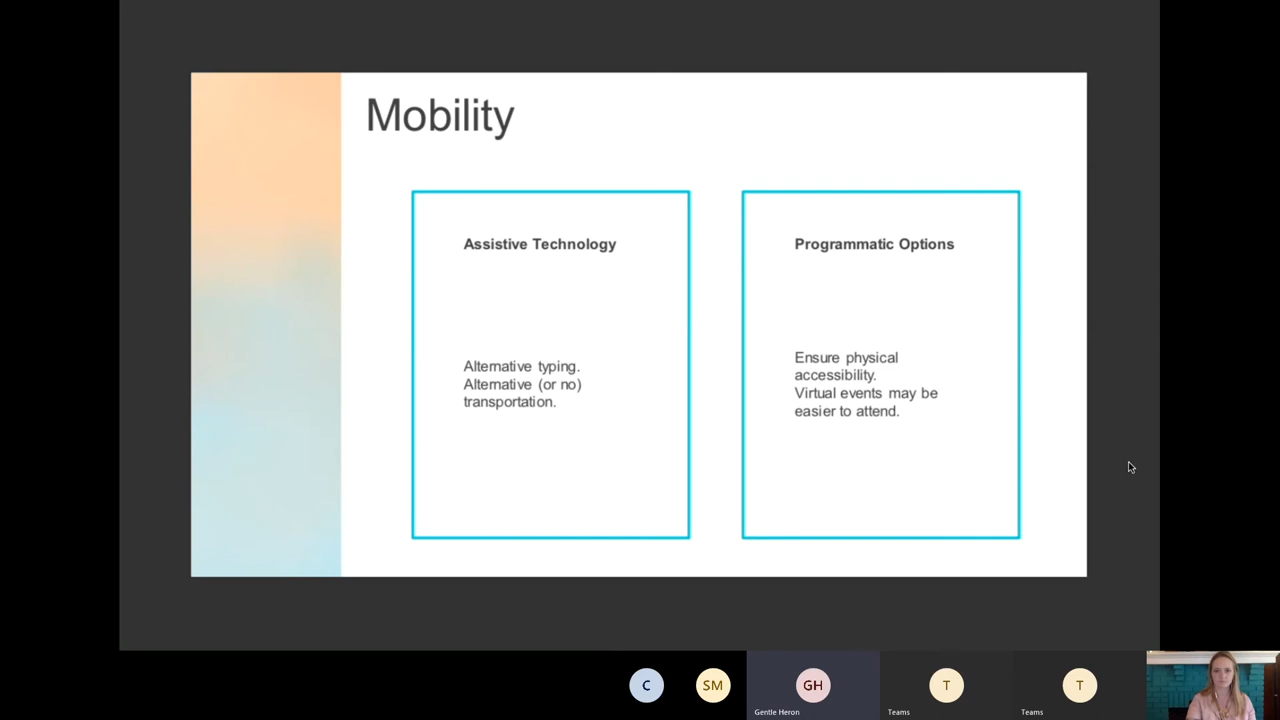 Mobility
Assistive Technology
Alternative typing.
Alternative (or no)
transportation.
Programmatic Options
Ensure physical
accessibility.
Virtual events may be
easier to attend.
C
SM
GH
Gentle Heron
T
Teams
T
Teams